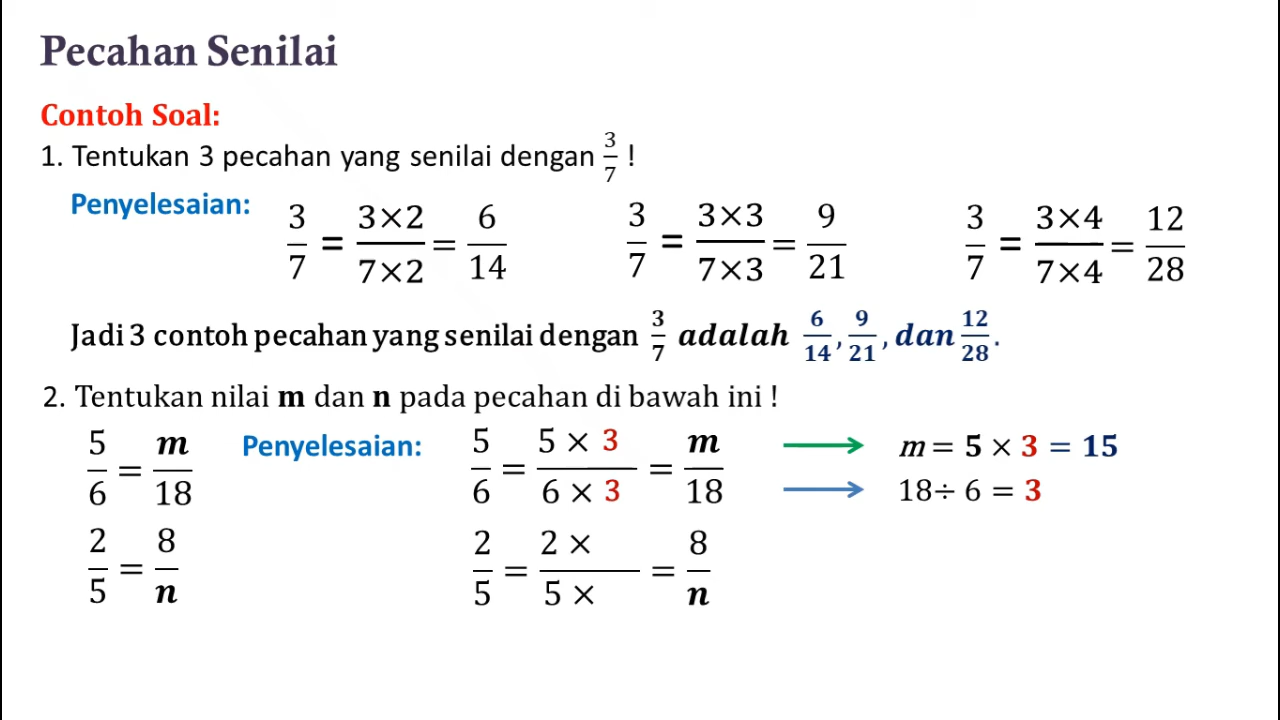 Pecahan Senilai
Contoh Soal:
1. Tentukan 3 pecahan yang senilai dengan 3/7 !
Penyelesaian: 3/7 = 3×2/7×2 = 6/14 3/7 = 3×3/7×3 = 9/21 3/7 = 3×4/7×4 = 12/28
Jadi 3 contoh pecahan yang senilai dengan 3/7 adalah 6/14, 9/21, dan 12/28.
2. Tentukan nilai m dan n pada pecahan di bawah ini !
5/6 = m/18 Penyelesaian: 5/6 = 5 × 3/6 × 3 = m/18 → m = 5 × 3 = 15
→ 18÷ 6 = 3
2/5 = 8/n 2/5 = 2 ×/5 × = 8/n